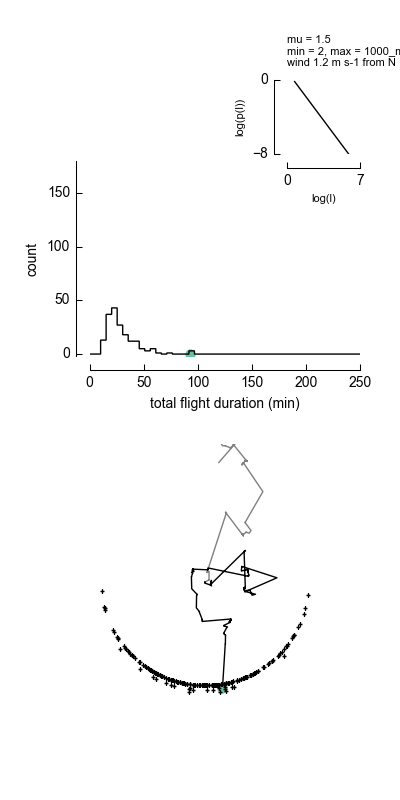 mu = 1.5
min = 2, max = 1000_m
wind 1.2 m s-1 from N
0
log(p(l))
−8
0 7
log(l)
150
100
count
50
0
0 50 100 150 200 250
total flight duration (min)